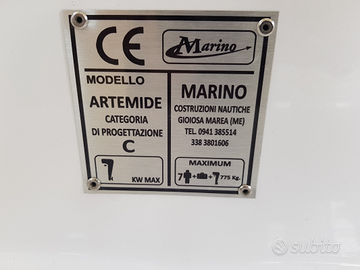 CE
Marino
MODELLO
ARTEMIDE
CATEGORIA
DI PROGETTAZIONE
C
KW MAX
MARINO
COSTRUZIONI NAUTICHE
GIOIOSA MAREA (ME)
TEL. 0941 385514
338 3801606
MAXIMUM
7 + + 775 Kg.
subito